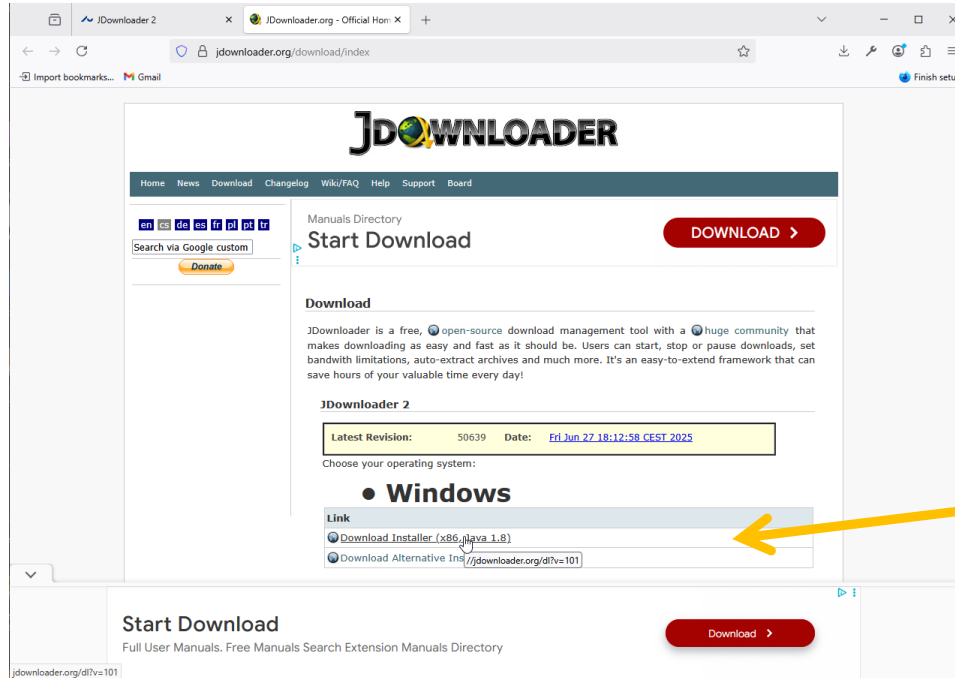 JDownloader 2
JDownloader.org - Official Hom
jdownloader.org/download/index
Import bookmarks...
Gmail
Finish setu
JDOWNLOADER
Home News Download Changelog Wiki/FAQ Help Support Board
en cs de es fr pl pt tr
Search via Google custom
Donate
Manuals Directory
Start Download
DOWNLOAD
Download
JDownloader is a free, open-source download management tool with a huge community that
makes downloading as easy and fast as it should be. Users can start, stop or pause downloads, set
bandwith limitations, auto-extract archives and much more. It's an easy-to-extend framework that can
save hours of your valuable time every day!
JDownloader 2
Latest Revision: 50639 Date: Fri Jun 27 18:12:58 CEST 2025
Choose your operating system:
• Windows
Link
Download Installer (x86, Java 1.8)
Download Alternative Ins
//jdownloader.org/dl?v=101
Start Download
Full User Manuals. Free Manuals Search Extension Manuals Directory
Download
jdownloader.org/dl?v=101